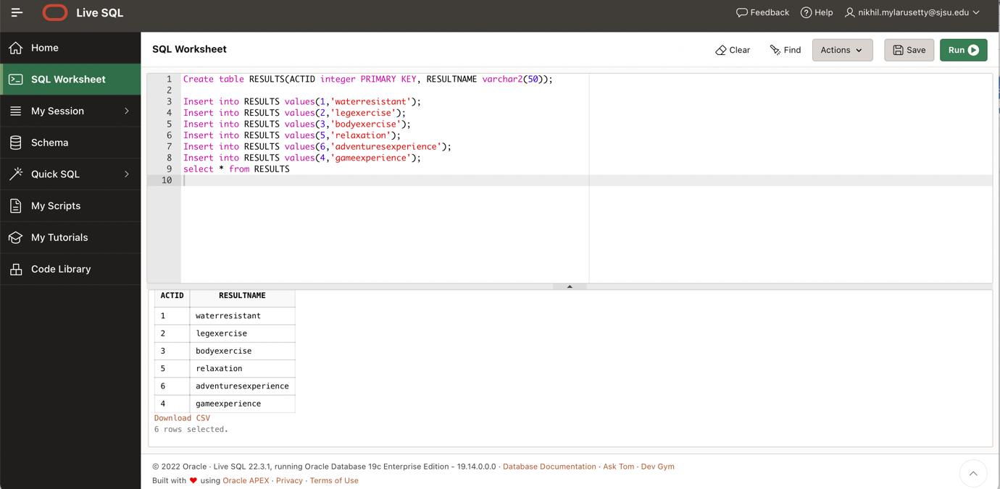 Live SQL
Feedback
Help
nikhil.mylarusetty@sjsu.edu
Home
SQL Worksheet
My Session
Schema
Quick SQL
My Scripts
My Tutorials
Code Library
SQL Worksheet
Clear
Find
Actions
Save
Run
1 Create table RESULTS(ACTID integer PRIMARY KEY, RESULTNAME varchar2(50));
2
3 Insert into RESULTS values(1,'waterresistant');
4 Insert into RESULTS values(2,'legexercise');
5 Insert into RESULTS values(3,'bodyexercise');
6 Insert into RESULTS values(5,'relaxation');
7 Insert into RESULTS values(6,'adventuresexperience');
8 Insert into RESULTS values(4,'gameexperience');
9 select * from RESULTS
10
ACTID RESULTNAME
1 waterresistant
2 legexercise
3 bodyexercise
5 relaxation
6 adventuresexperience
4 gameexperience
Download CSV
6 rows selected.
© 2022 Oracle · Live SQL 22.3.1, running Oracle Database 19c Enterprise Edition - 19.14.0.0.0 · Database Documentation · Ask Tom · Dev Gym
Built with ❤ using Oracle APEX · Privacy · Terms of Use